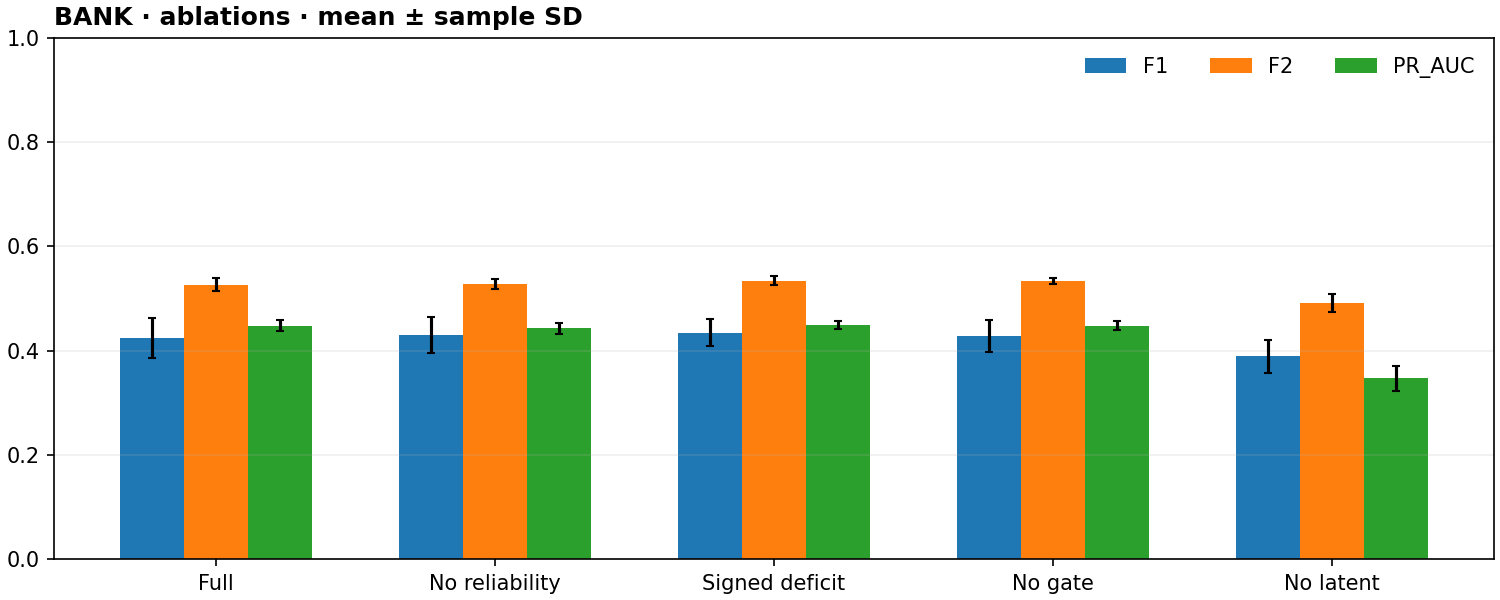 BANK · ablations · mean ± sample SD
F1 F2 PR_AUC
1.0
0.8
0.6
0.4
0.2
0.0
Full No reliability Signed deficit No gate No latent